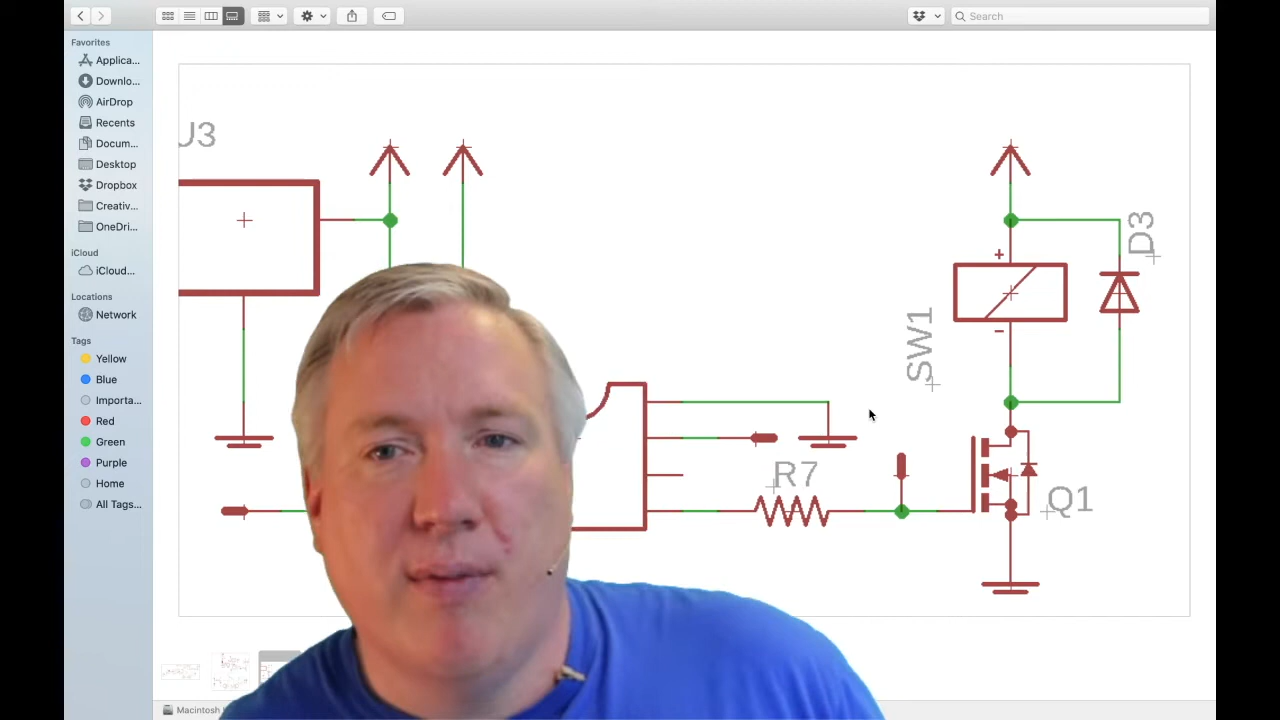 Search
Favorites
Applica...
Downlo...
AirDrop
Recents
Docum...
Desktop
Dropbox
Creativ...
OneDri...
iCloud
iCloud...
Locations
Network
Tags
Yellow
Blue
Importa...
Red
Green
Purple
Home
All Tags...
U3
D3
+
SW1
-
R7
Q1
Macintosh